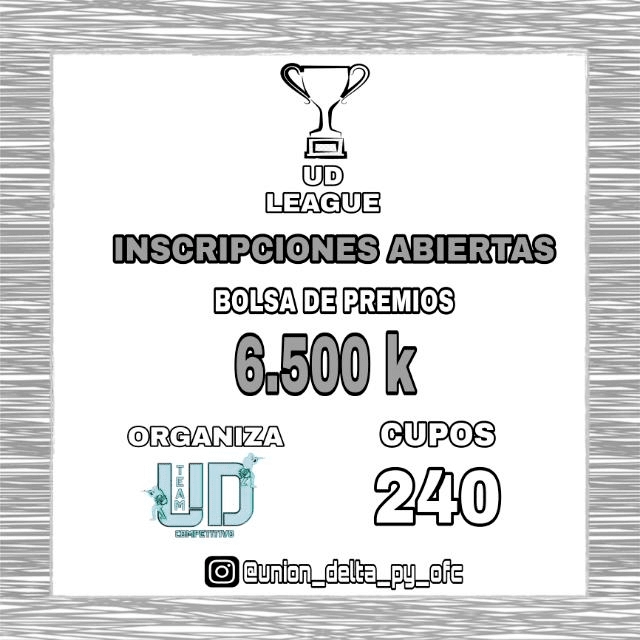 UD
LEAGUE
INSCRIPCIONES ABIERTAS
BOLSA DE PREMIOS
6.500 k
ORGANIZA
CUPOS
TEAM
UD
COMPETITIVO
240
@union_delta_py_ofc